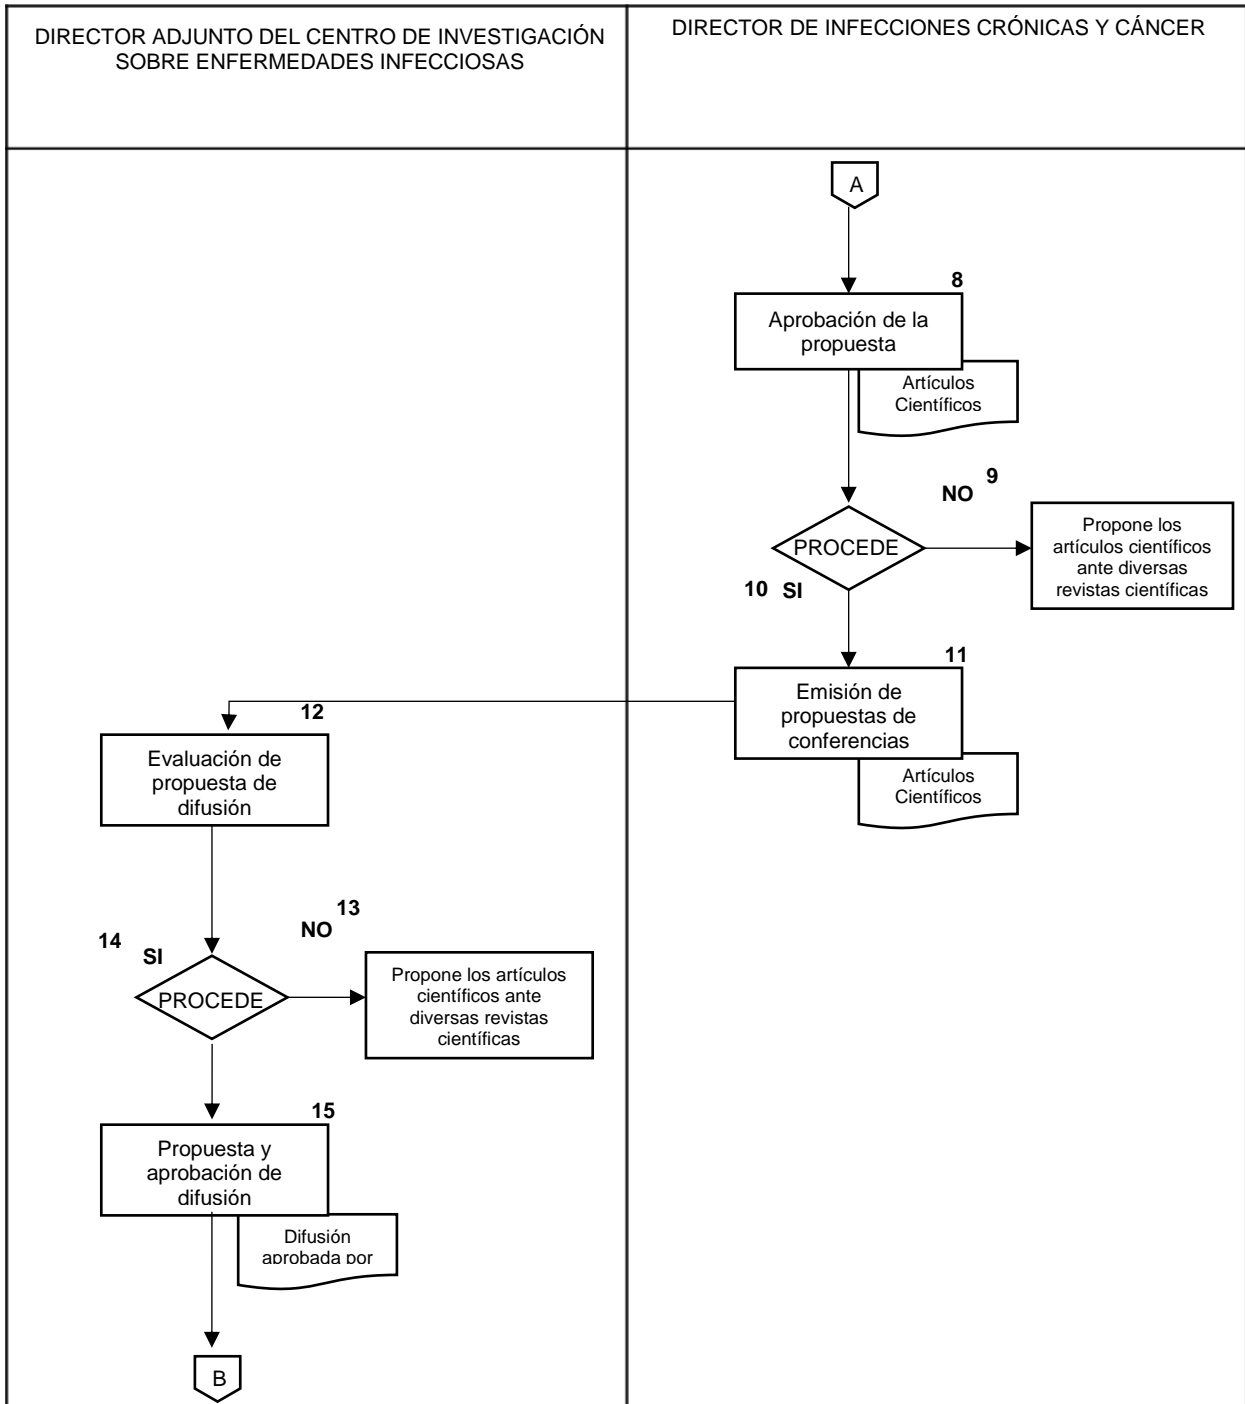 DIRECTOR ADJUNTO DEL CENTRO DE INVESTIGACIÓN
SOBRE ENFERMEDADES INFECCIOSAS
DIRECTOR DE INFECCIONES CRÓNICAS Y CÁNCER
A
8
Aprobación de la
propuesta
Artículos
Científicos
9
NO
PROCEDE
Propone los
artículos científicos
ante diversas
revistas científicas
10 SI
11
Emisión de
propuestas de
conferencias
Artículos
Científicos
12
Evaluación de
propuesta de
difusión
13
NO
14
SI
PROCEDE
Propone los artículos
científicos ante
diversas revistas
científicas
15
Propuesta y
aprobación de
difusión
Difusión
aprobada por
B